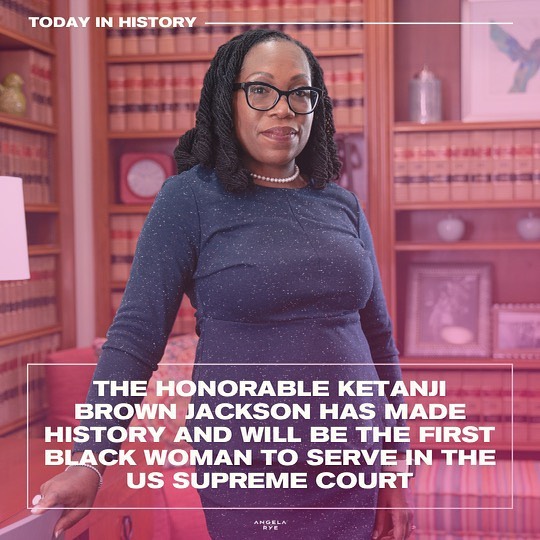 TODAY IN HISTORY
THE HONORABLE KETANJI
BROWN JACKSON HAS MADE
HISTORY AND WILL BE THE FIRST
BLACK WOMAN TO SERVE IN THE
US SUPREME COURT
ANGELA
RYE